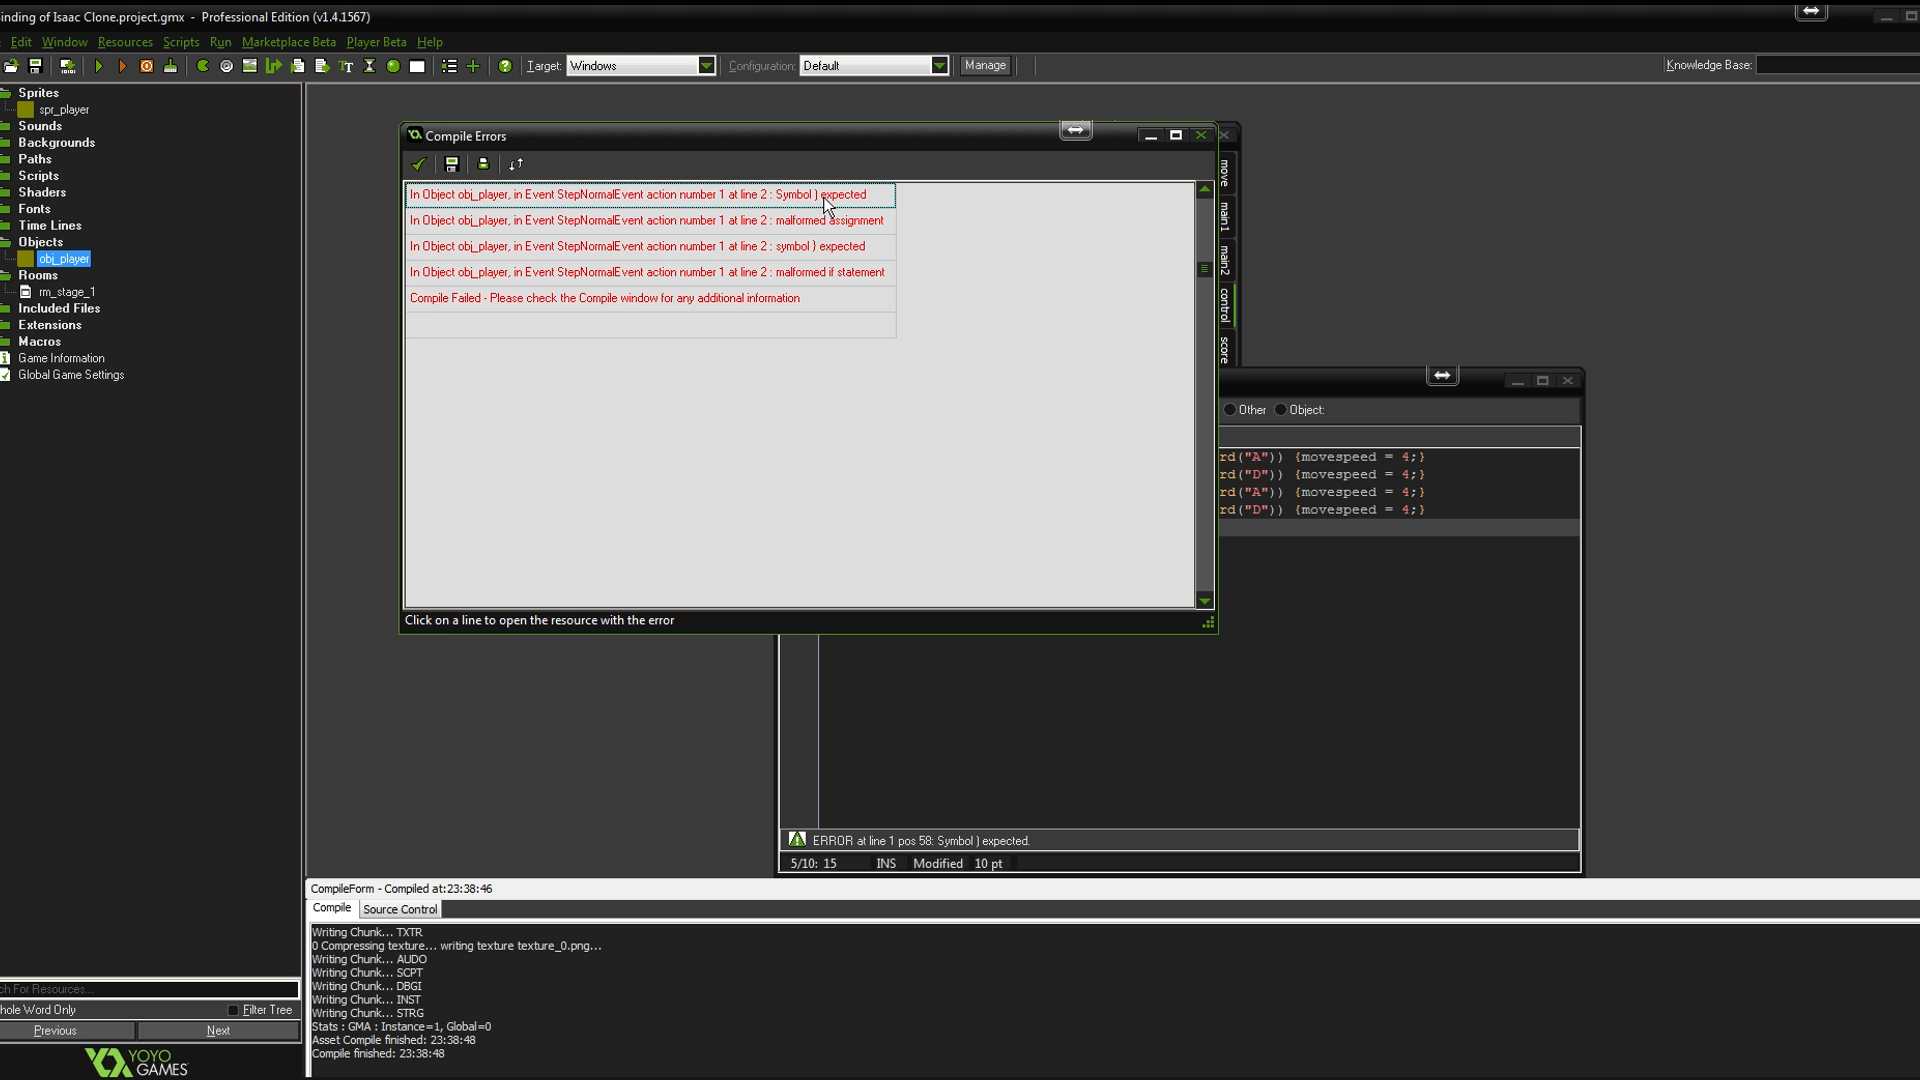 inding of Isaac Clone.project.gmx - Professional Edition (v1.4.1567)
Edit Window Resources Scripts Run Marketplace Beta Player Beta Help
Target: Windows Configuration: Default Manage Knowledge Base:
Sprites
spr_player
Sounds
Backgrounds
Paths
Scripts
Shaders
Fonts
Time Lines
Objects
obj_player
Rooms
rm_stage_1
Included Files
Extensions
Macros
Game Information
Global Game Settings
ch For Resources...
hole Word Only Filter Tree
Previous Next
YOYO
GAMES
Compile Errors
In Object obj_player, in Event StepNormalEvent action number 1 at line 2 : Symbol ) expected
In Object obj_player, in Event StepNormalEvent action number 1 at line 2 : malformed assignment
In Object obj_player, in Event StepNormalEvent action number 1 at line 2 : symbol } expected
In Object obj_player, in Event StepNormalEvent action number 1 at line 2 : malformed if statement
Compile Failed - Please check the Compile window for any additional information
Click on a line to open the resource with the error
move
main1
main2
control
score
Other Object:
rd("A")) {movespeed = 4;}
rd("D")) {movespeed = 4;}
rd("A")) {movespeed = 4;}
rd("D")) {movespeed = 4;}
ERROR at line 1 pos 58: Symbol ) expected.
5/10: 15 INS Modified 10 pt
CompileForm - Compiled at:23:38:46
Compile Source Control
Writing Chunk... TXTR
0 Compressing texture... writing texture texture_0.png...
Writing Chunk... AUDO
Writing Chunk... SCPT
Writing Chunk... DBGI
Writing Chunk... INST
Writing Chunk... STRG
Stats : GMA : Instance=1, Global=0
Asset Compile finished: 23:38:48
Compile finished: 23:38:48